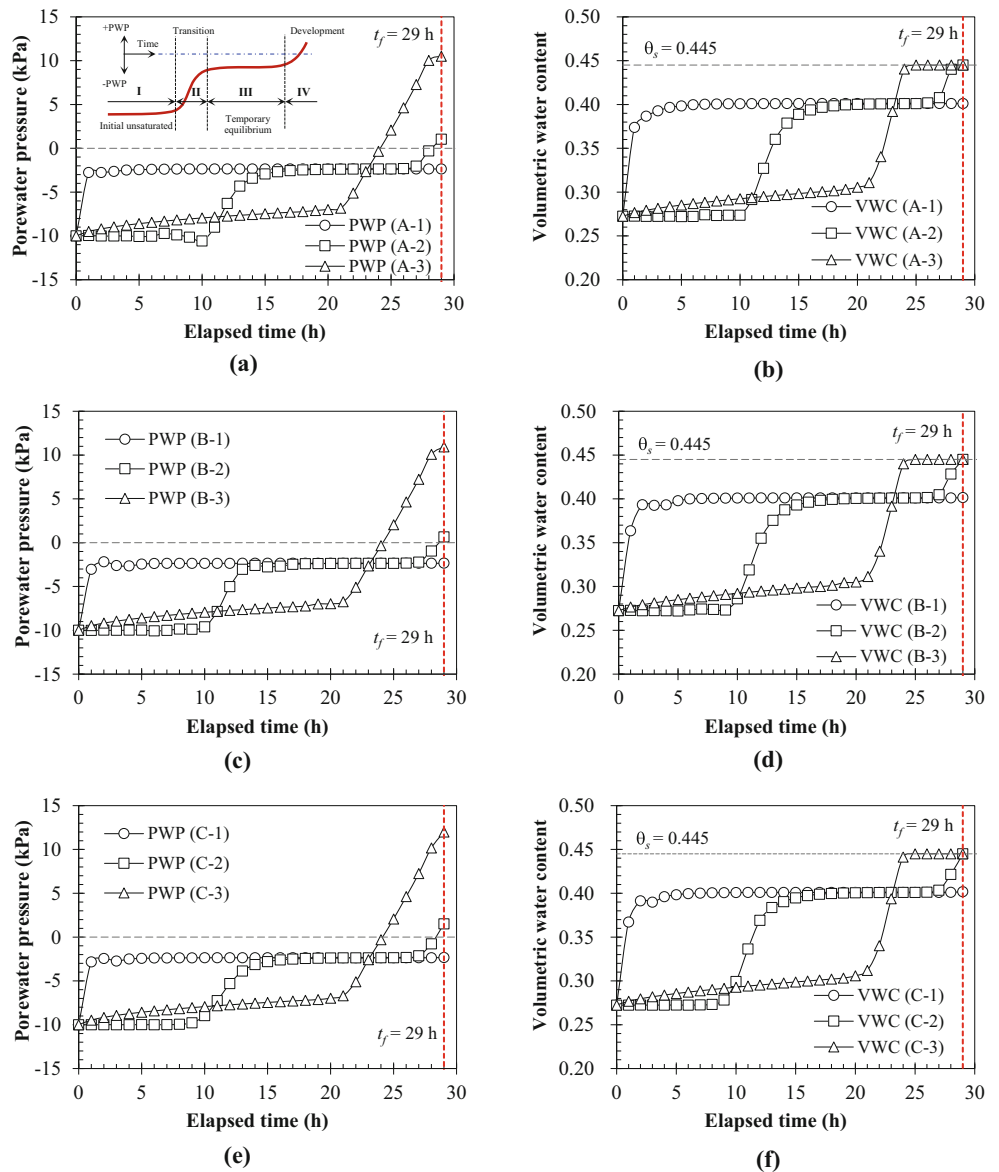 15
10
5
0
-5
-10
-15
Porewater pressure (kPa)
+PWP
-PWP
Time
Transition
Development
I
II
III
IV
Initial unsaturated
Temporary
equilibrium
t_f = 29 h
PWP (A-1)
PWP (A-2)
PWP (A-3)
0 5 10 15 20 25 30
Elapsed time (h)
(a)
0.50
0.45
0.40
0.35
0.30
0.25
0.20
Volumetric water content
θ_s = 0.445
t_f = 29 h
VWC (A-1)
VWC (A-2)
VWC (A-3)
0 5 10 15 20 25 30
Elapsed time (h)
(b)
15
10
5
0
-5
-10
-15
Porewater pressure (kPa)
PWP (B-1)
PWP (B-2)
PWP (B-3)
t_f = 29 h
0 5 10 15 20 25 30
Elapsed time (h)
(c)
0.50
0.45
0.40
0.35
0.30
0.25
0.20
Volumetric water content
θ_s = 0.445
t_f = 29 h
VWC (B-1)
VWC (B-2)
VWC (B-3)
0 5 10 15 20 25 30
Elapsed time (h)
(d)
15
10
5
0
-5
-10
-15
Porewater pressure (kPa)
PWP (C-1)
PWP (C-2)
PWP (C-3)
t_f = 29 h
0 5 10 15 20 25 30
Elapsed time (h)
(e)
0.50
0.45
0.40
0.35
0.30
0.25
0.20
Volumetric water content
θ_s = 0.445
t_f = 29 h
VWC (C-1)
VWC (C-2)
VWC (C-3)
0 5 10 15 20 25 30
Elapsed time (h)
(f)